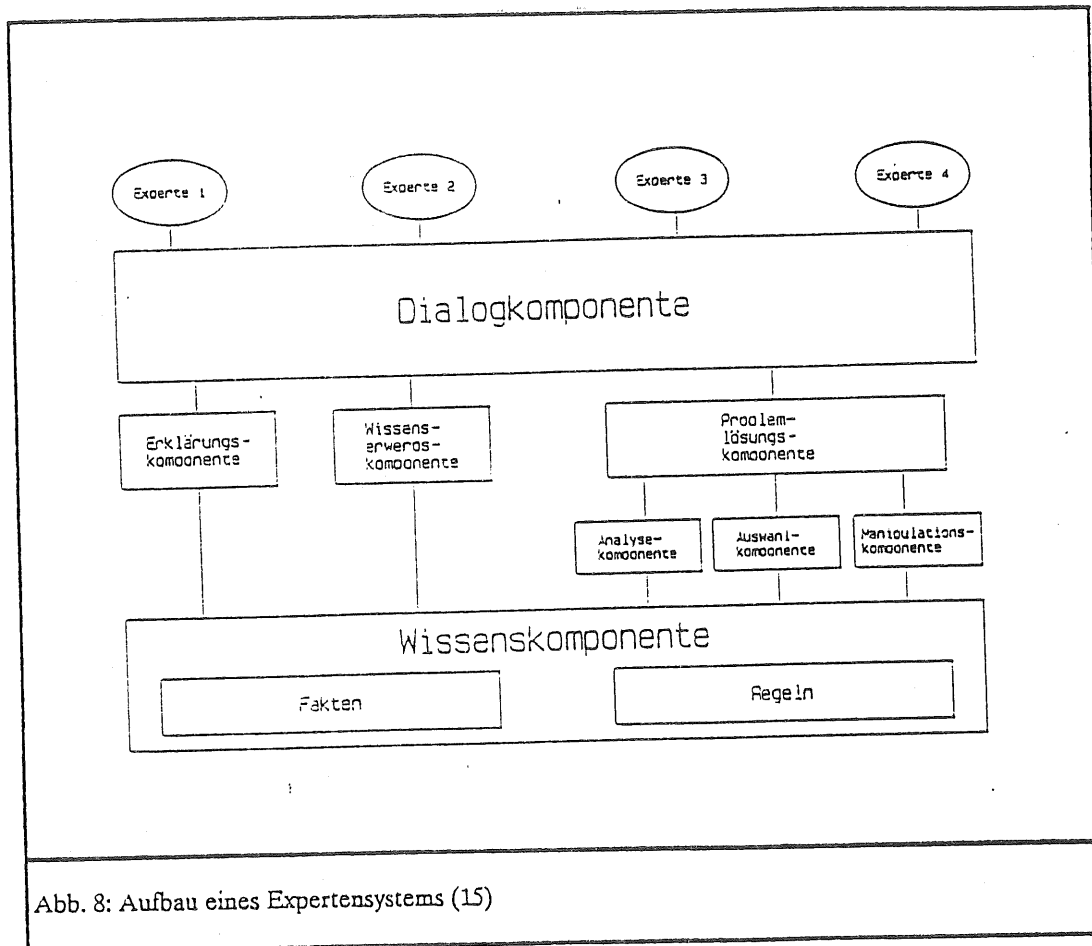 Experte 1
Experte 2
Experte 3
Experte 4
Dialogkomponente
Erklärungs-
komponente
Wissens-
erwerbs-
komponente
Problem-
lösungs-
komponente
Analyse-
komponente
Auswahl-
komponente
Manipulations-
komponente
Wissenskomponente
Fakten
Regeln
Abb. 8: Aufbau eines Expertensystems (15)